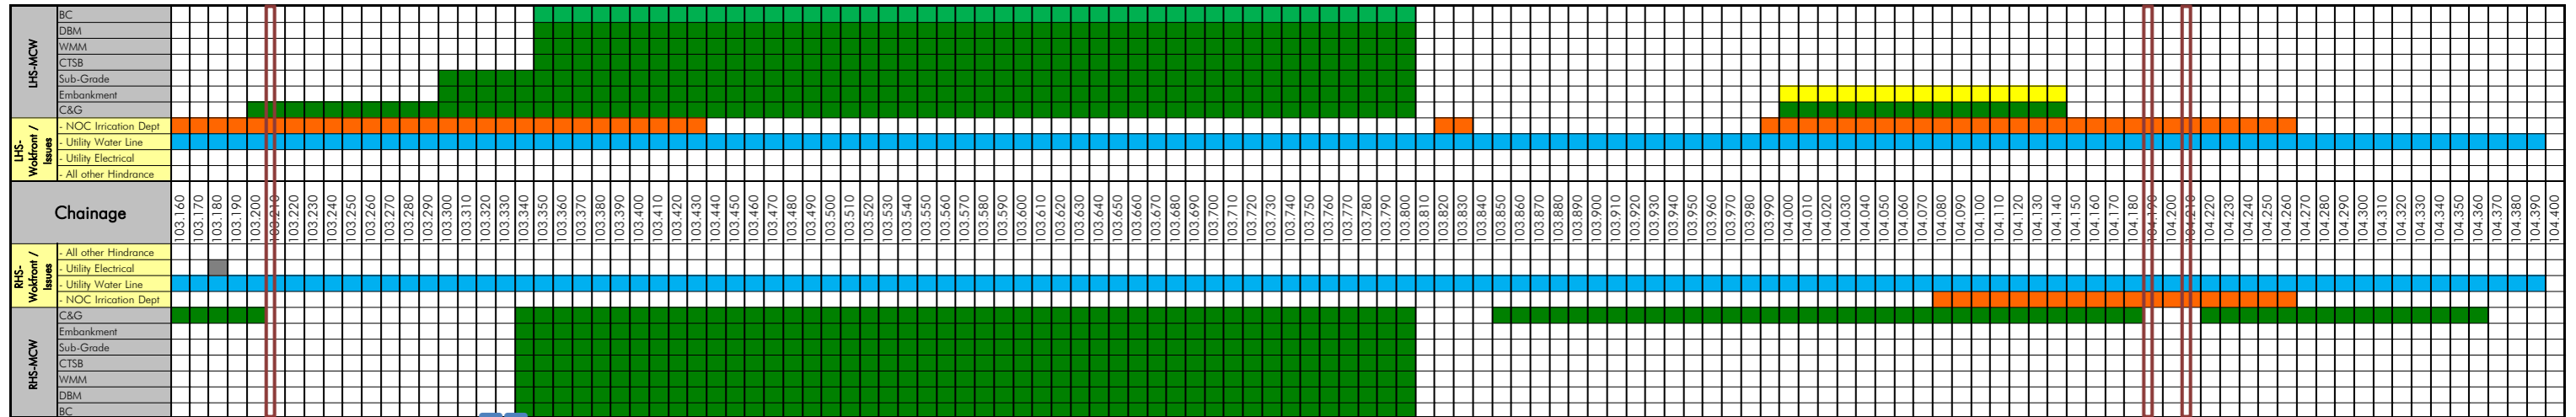 LHS-MCW
BC
DBM
WMM
CTSB
Sub-Grade
Embankment
C&G
LHS-
Wokfront /
Issues
- NOC Irrication Dept
- Utility Water Line
- Utility Electrical
- All other Hindrance
Chainage
103.160 103.170 103.180 103.190 103.200 103.210 103.220 103.230 103.240 103.250 103.260 103.270 103.280 103.290 103.300 103.310 103.320 103.330 103.340 103.350 103.360 103.370 103.380 103.390 103.400 103.410 103.420 103.430 103.440 103.450 103.460 103.470 103.480 103.490 103.500 103.510 103.520 103.530 103.540 103.550 103.560 103.570 103.580 103.590 103.600 103.610 103.620 103.630 103.640 103.650 103.660 103.670 103.680 103.690 103.700 103.710 103.720 103.730 103.740 103.750 103.760 103.770 103.780 103.790 103.800 103.810 103.820 103.830 103.840 103.850 103.860 103.870 103.880 103.890 103.900 103.910 103.920 103.930 103.940 103.950 103.960 103.970 103.980 103.990 104.000 104.010 104.020 104.030 104.040 104.050 104.060 104.070 104.080 104.090 104.100 104.110 104.120 104.130 104.140 104.150 104.160 104.170 104.180 104.190 104.200 104.210 104.220 104.230 104.240 104.250 104.260 104.270 104.280 104.290 104.300 104.310 104.320 104.330 104.340 104.350 104.360 104.370 104.380 104.390 104.400
RHS-
Wokfront /
Issues
- All other Hindrance
- Utility Electrical
- Utility Water Line
- NOC Irrication Dept
RHS-MCW
C&G
Embankment
Sub-Grade
CTSB
WMM
DBM
BC